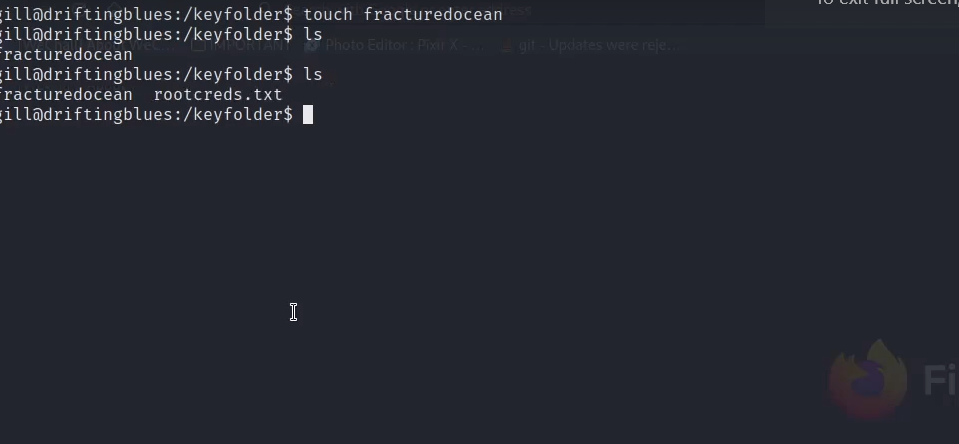 gill@driftingblues:/keyfolder$ touch fracturedocean
gill@driftingblues:/keyfolder$ ls
fracturedocean
gill@driftingblues:/keyfolder$ ls
fracturedocean rootcreds.txt
gill@driftingblues:/keyfolder$
To exit full screen,
IMPORTANT Photo Editor : Pixlr X - ... git - Updates were reje...
Fi